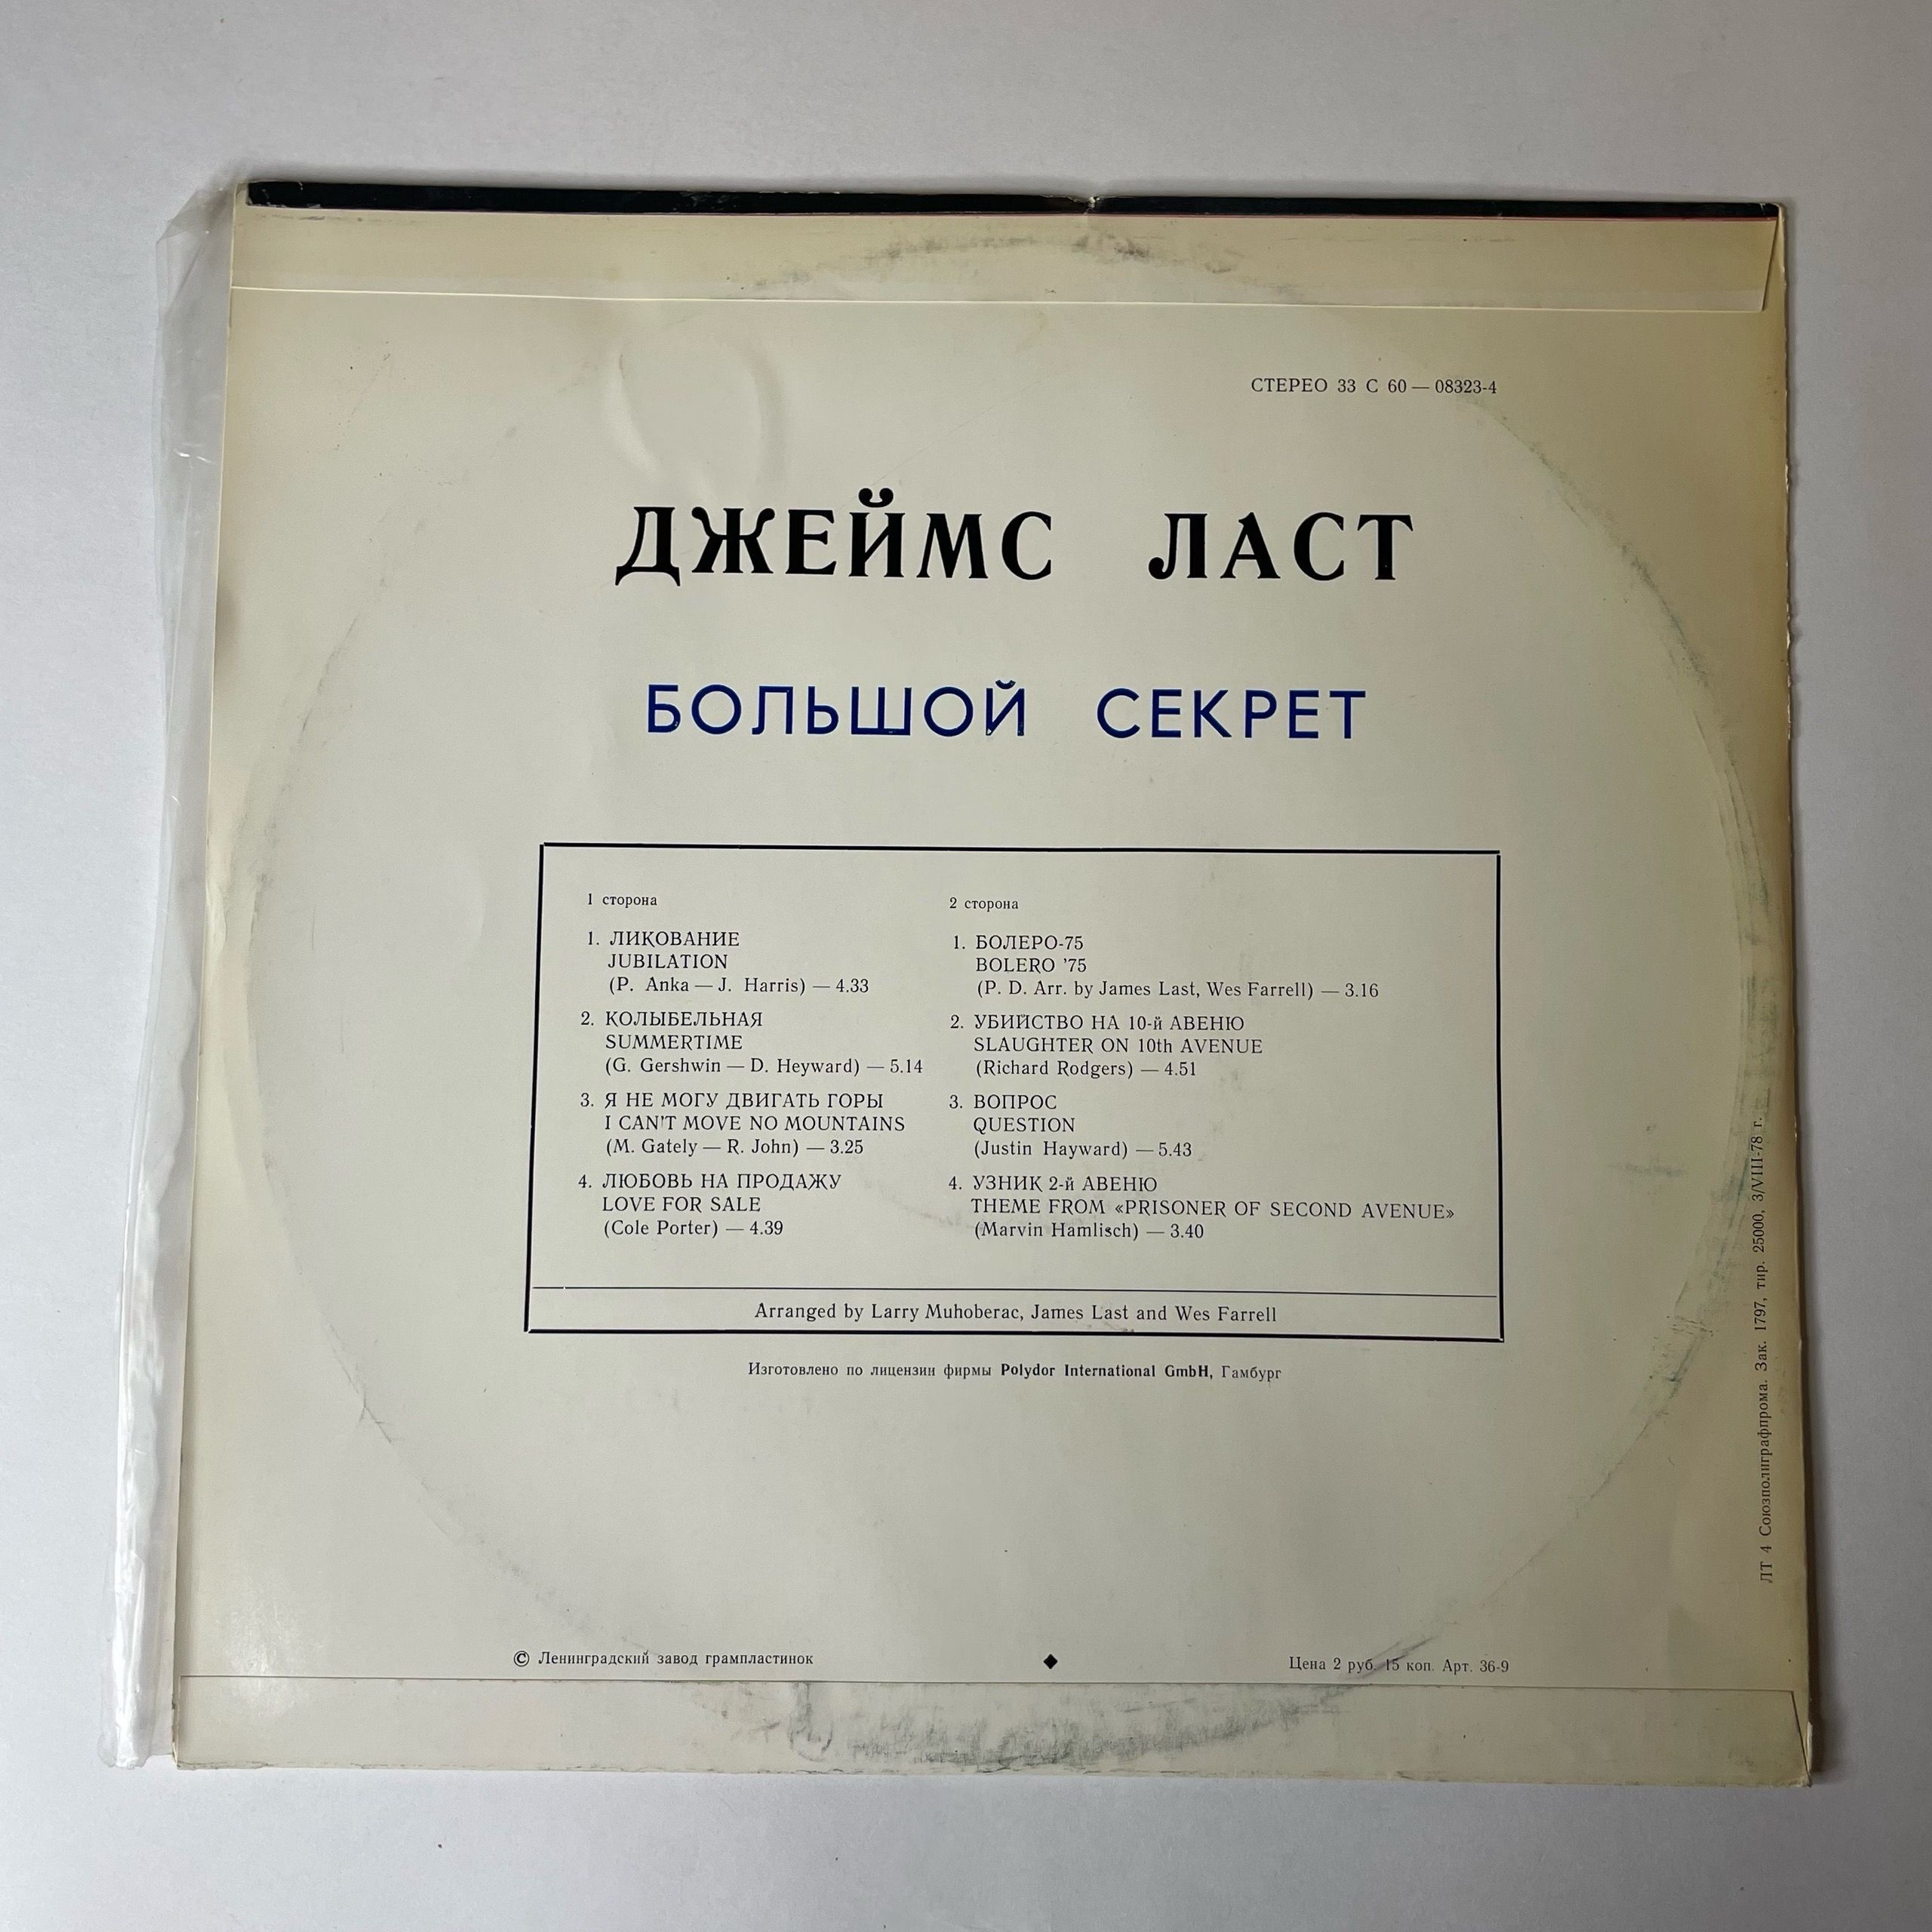 СТЕРЕО 33 С 60 — 08323-4
ДЖЕЙМС ЛАСТ
БОЛЬШОЙ СЕКРЕТ
1 сторона
1. ЛИКОВАНИЕ
JUBILATION
(P. Anka — J. Harris) — 4.33
2. КОЛЫБЕЛЬНАЯ
SUMMERTIME
(G. Gershwin — D. Heyward) — 5.14
3. Я НЕ МОГУ ДВИГАТЬ ГОРЫ
I CAN'T MOVE NO MOUNTAINS
(M. Gately — R. John) — 3.25
4. ЛЮБОВЬ НА ПРОДАЖУ
LOVE FOR SALE
(Cole Porter) — 4.39
2 сторона
1. БОЛЕРО-75
BOLERO '75
(P. D. Arr. by James Last, Wes Farrell) — 3.16
2. УБИЙСТВО НА 10-й АВЕНЮ
SLAUGHTER ON 10th AVENUE
(Richard Rodgers) — 4.51
3. ВОПРОС
QUESTION
(Justin Hayward) — 5.43
4. УЗНИК 2-й АВЕНЮ
THEME FROM «PRISONER OF SECOND AVENUE»
(Marvin Hamlisch) — 3.40
Arranged by Larry Muhoberac, James Last and Wes Farrell
Изготовлено по лицензии фирмы Polydor International GmbH, Гамбург
© Ленинградский завод грампластинок
Цена 2 руб. 15 коп. Арт. 36-9
ЛТ 4 Союзполиграфпрома. Зак. 1797, тир. 25000, 3/VIII-78 г.